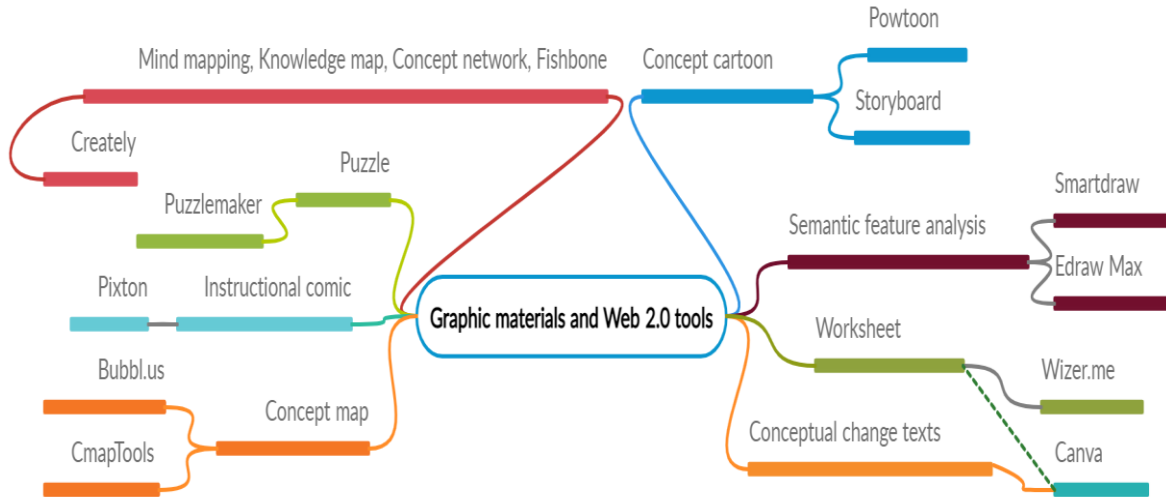 Powtoon
Mind mapping, Knowledge map, Concept network, Fishbone
Concept cartoon
Storyboard
Creately
Puzzle
Puzzlemaker
Smartdraw
Semantic feature analysis
Edraw Max
Pixton
Instructional comic
Graphic materials and Web 2.0 tools
Worksheet
Bubbl.us
Wizer.me
Concept map
Conceptual change texts
CmapTools
Canva